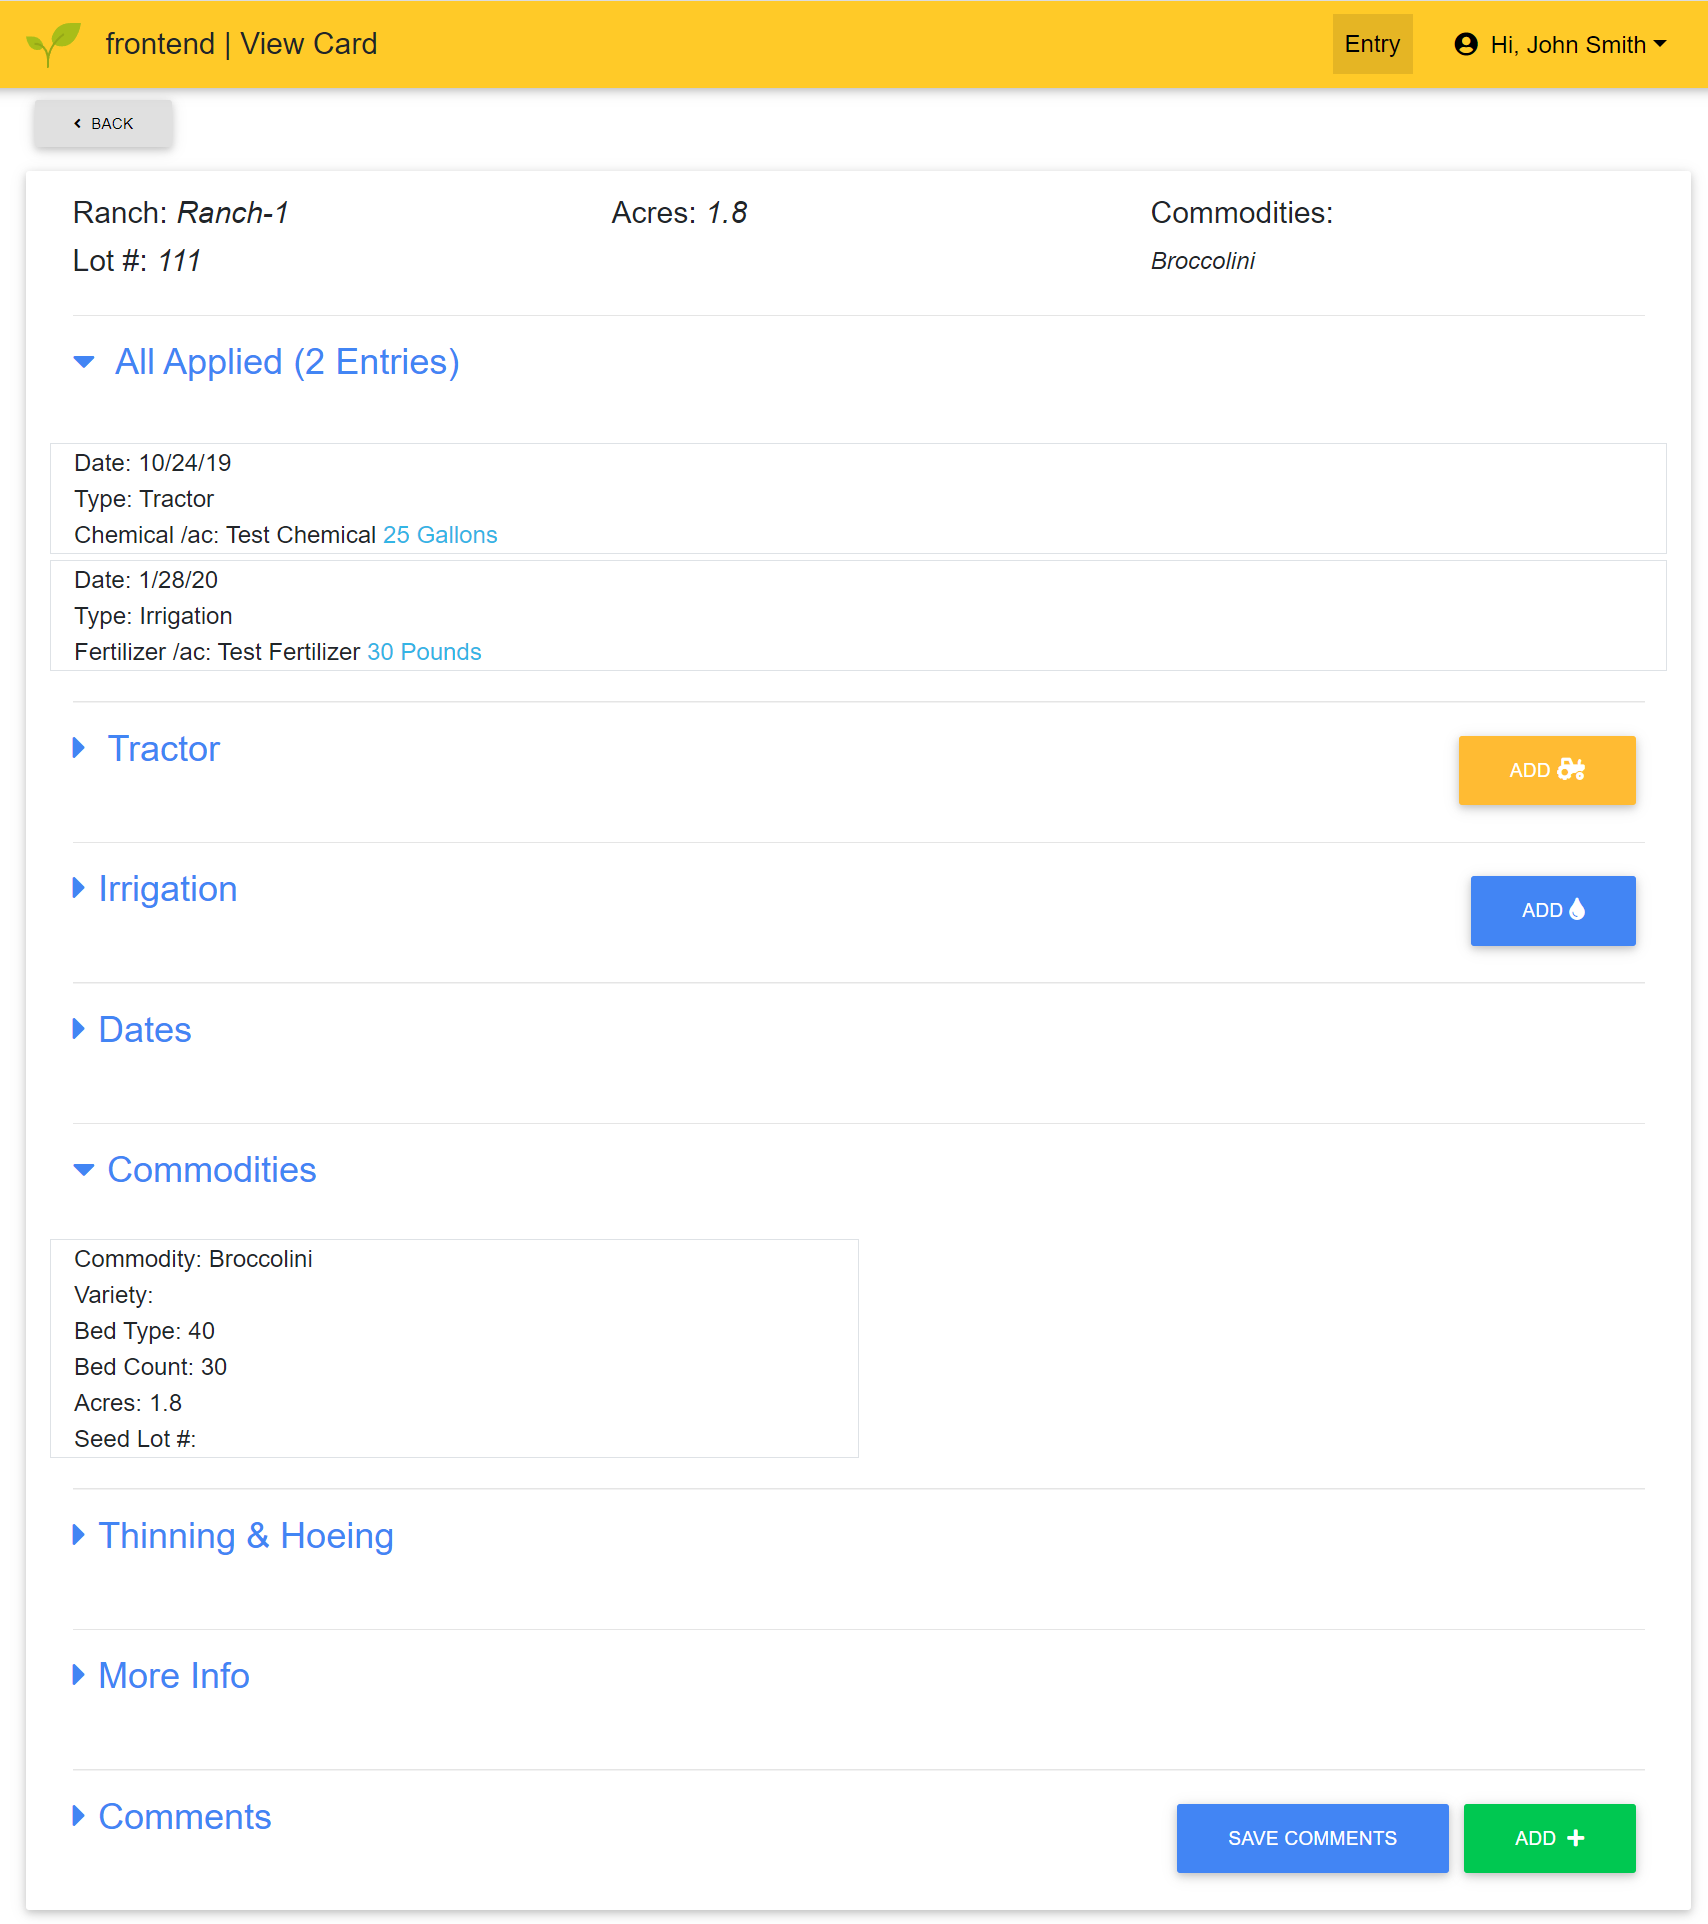 frontend | View Card
Entry
Hi, John Smith
BACK
Ranch: Ranch-1
Lot #: 111
Acres: 1.8
Commodities:
Broccolini
All Applied (2 Entries)
Date: 10/24/19
Type: Tractor
Chemical /ac: Test Chemical 25 Gallons
Date: 1/28/20
Type: Irrigation
Fertilizer /ac: Test Fertilizer 30 Pounds
Tractor
ADD
Irrigation
ADD
Dates
Commodities
Commodity: Broccolini
Variety:
Bed Type: 40
Bed Count: 30
Acres: 1.8
Seed Lot #:
Thinning & Hoeing
More Info
Comments
SAVE COMMENTS
ADD